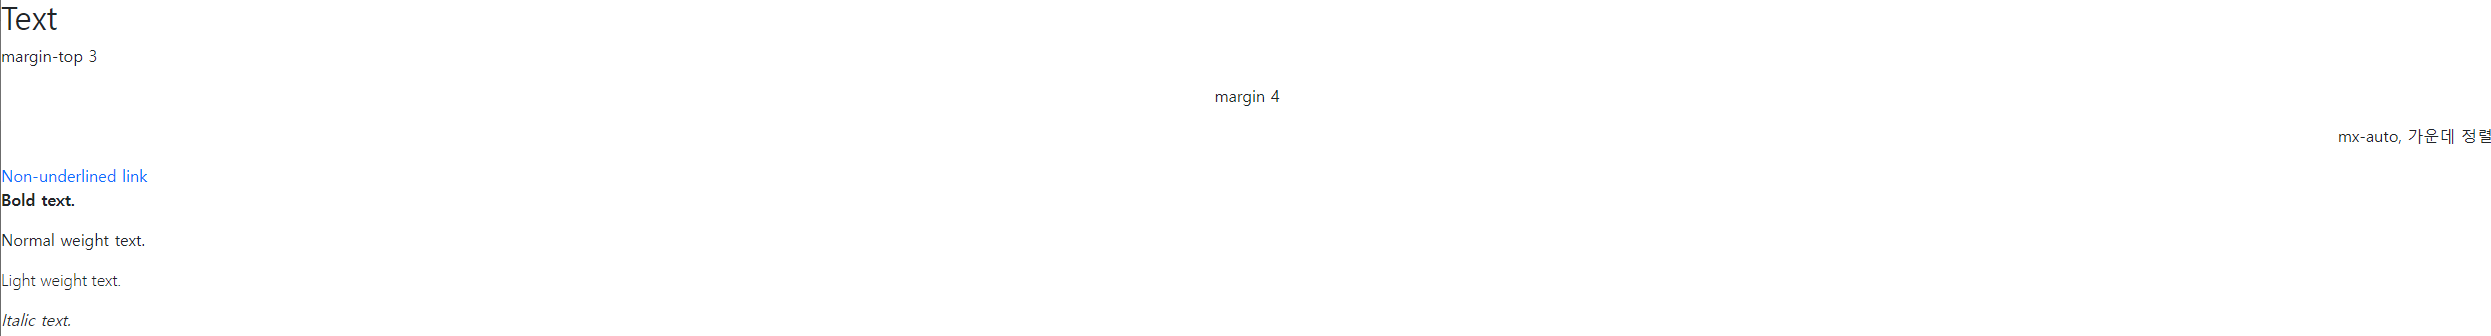 Text
margin-top 3
margin 4
mx-auto, 가운데 정렬
Non-underlined link
Bold text.
Normal weight text.
Light weight text.
Italic text.